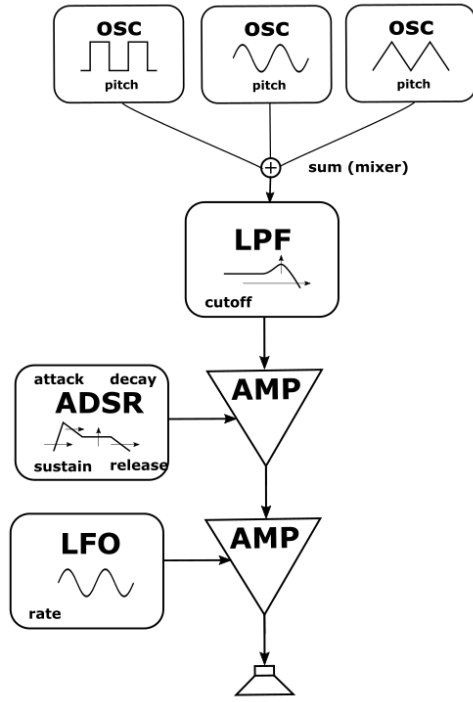 OSC
pitch
OSC
pitch
OSC
pitch
sum (mixer)
LPF
cutoff
attack decay
ADSR
sustain release
AMP
LFO
rate
AMP